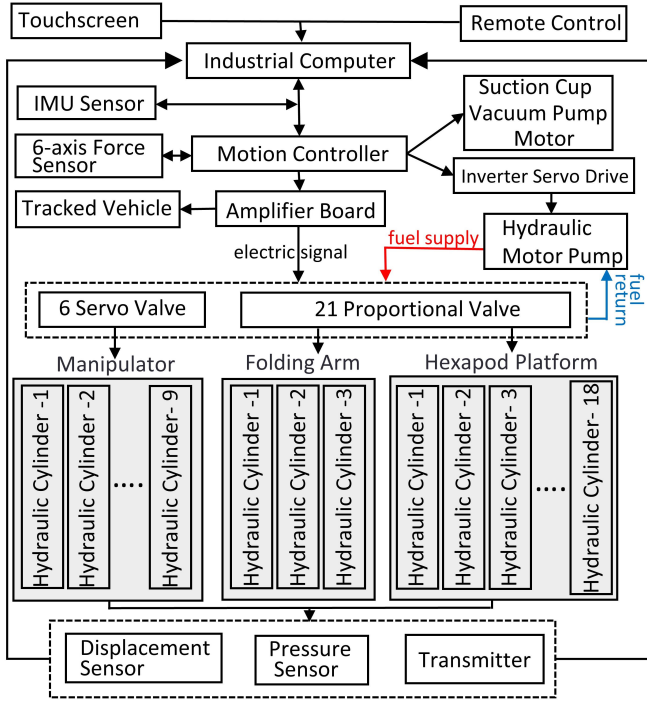 Touchscreen
Remote Control
Industrial Computer
IMU Sensor
Suction Cup
Vacuum Pump
Motor
6-axis Force
Sensor
Motion Controller
Inverter Servo Drive
Tracked Vehicle
Amplifier Board
Hydraulic
Motor Pump
electric signal
fuel supply
fuel
return
6 Servo Valve
21 Proportional Valve
Manipulator
Folding Arm
Hexapod Platform
Hydraulic Cylinder -1
Hydraulic Cylinder -2
....
Hydraulic Cylinder- 9
Hydraulic Cylinder -1
Hydraulic Cylinder -2
Hydraulic Cylinder -3
Hydraulic Cylinder -1
Hydraulic Cylinder -2
Hydraulic Cylinder- 3
....
Hydraulic Cylinder- 18
Displacement
Sensor
Pressure
Sensor
Transmitter